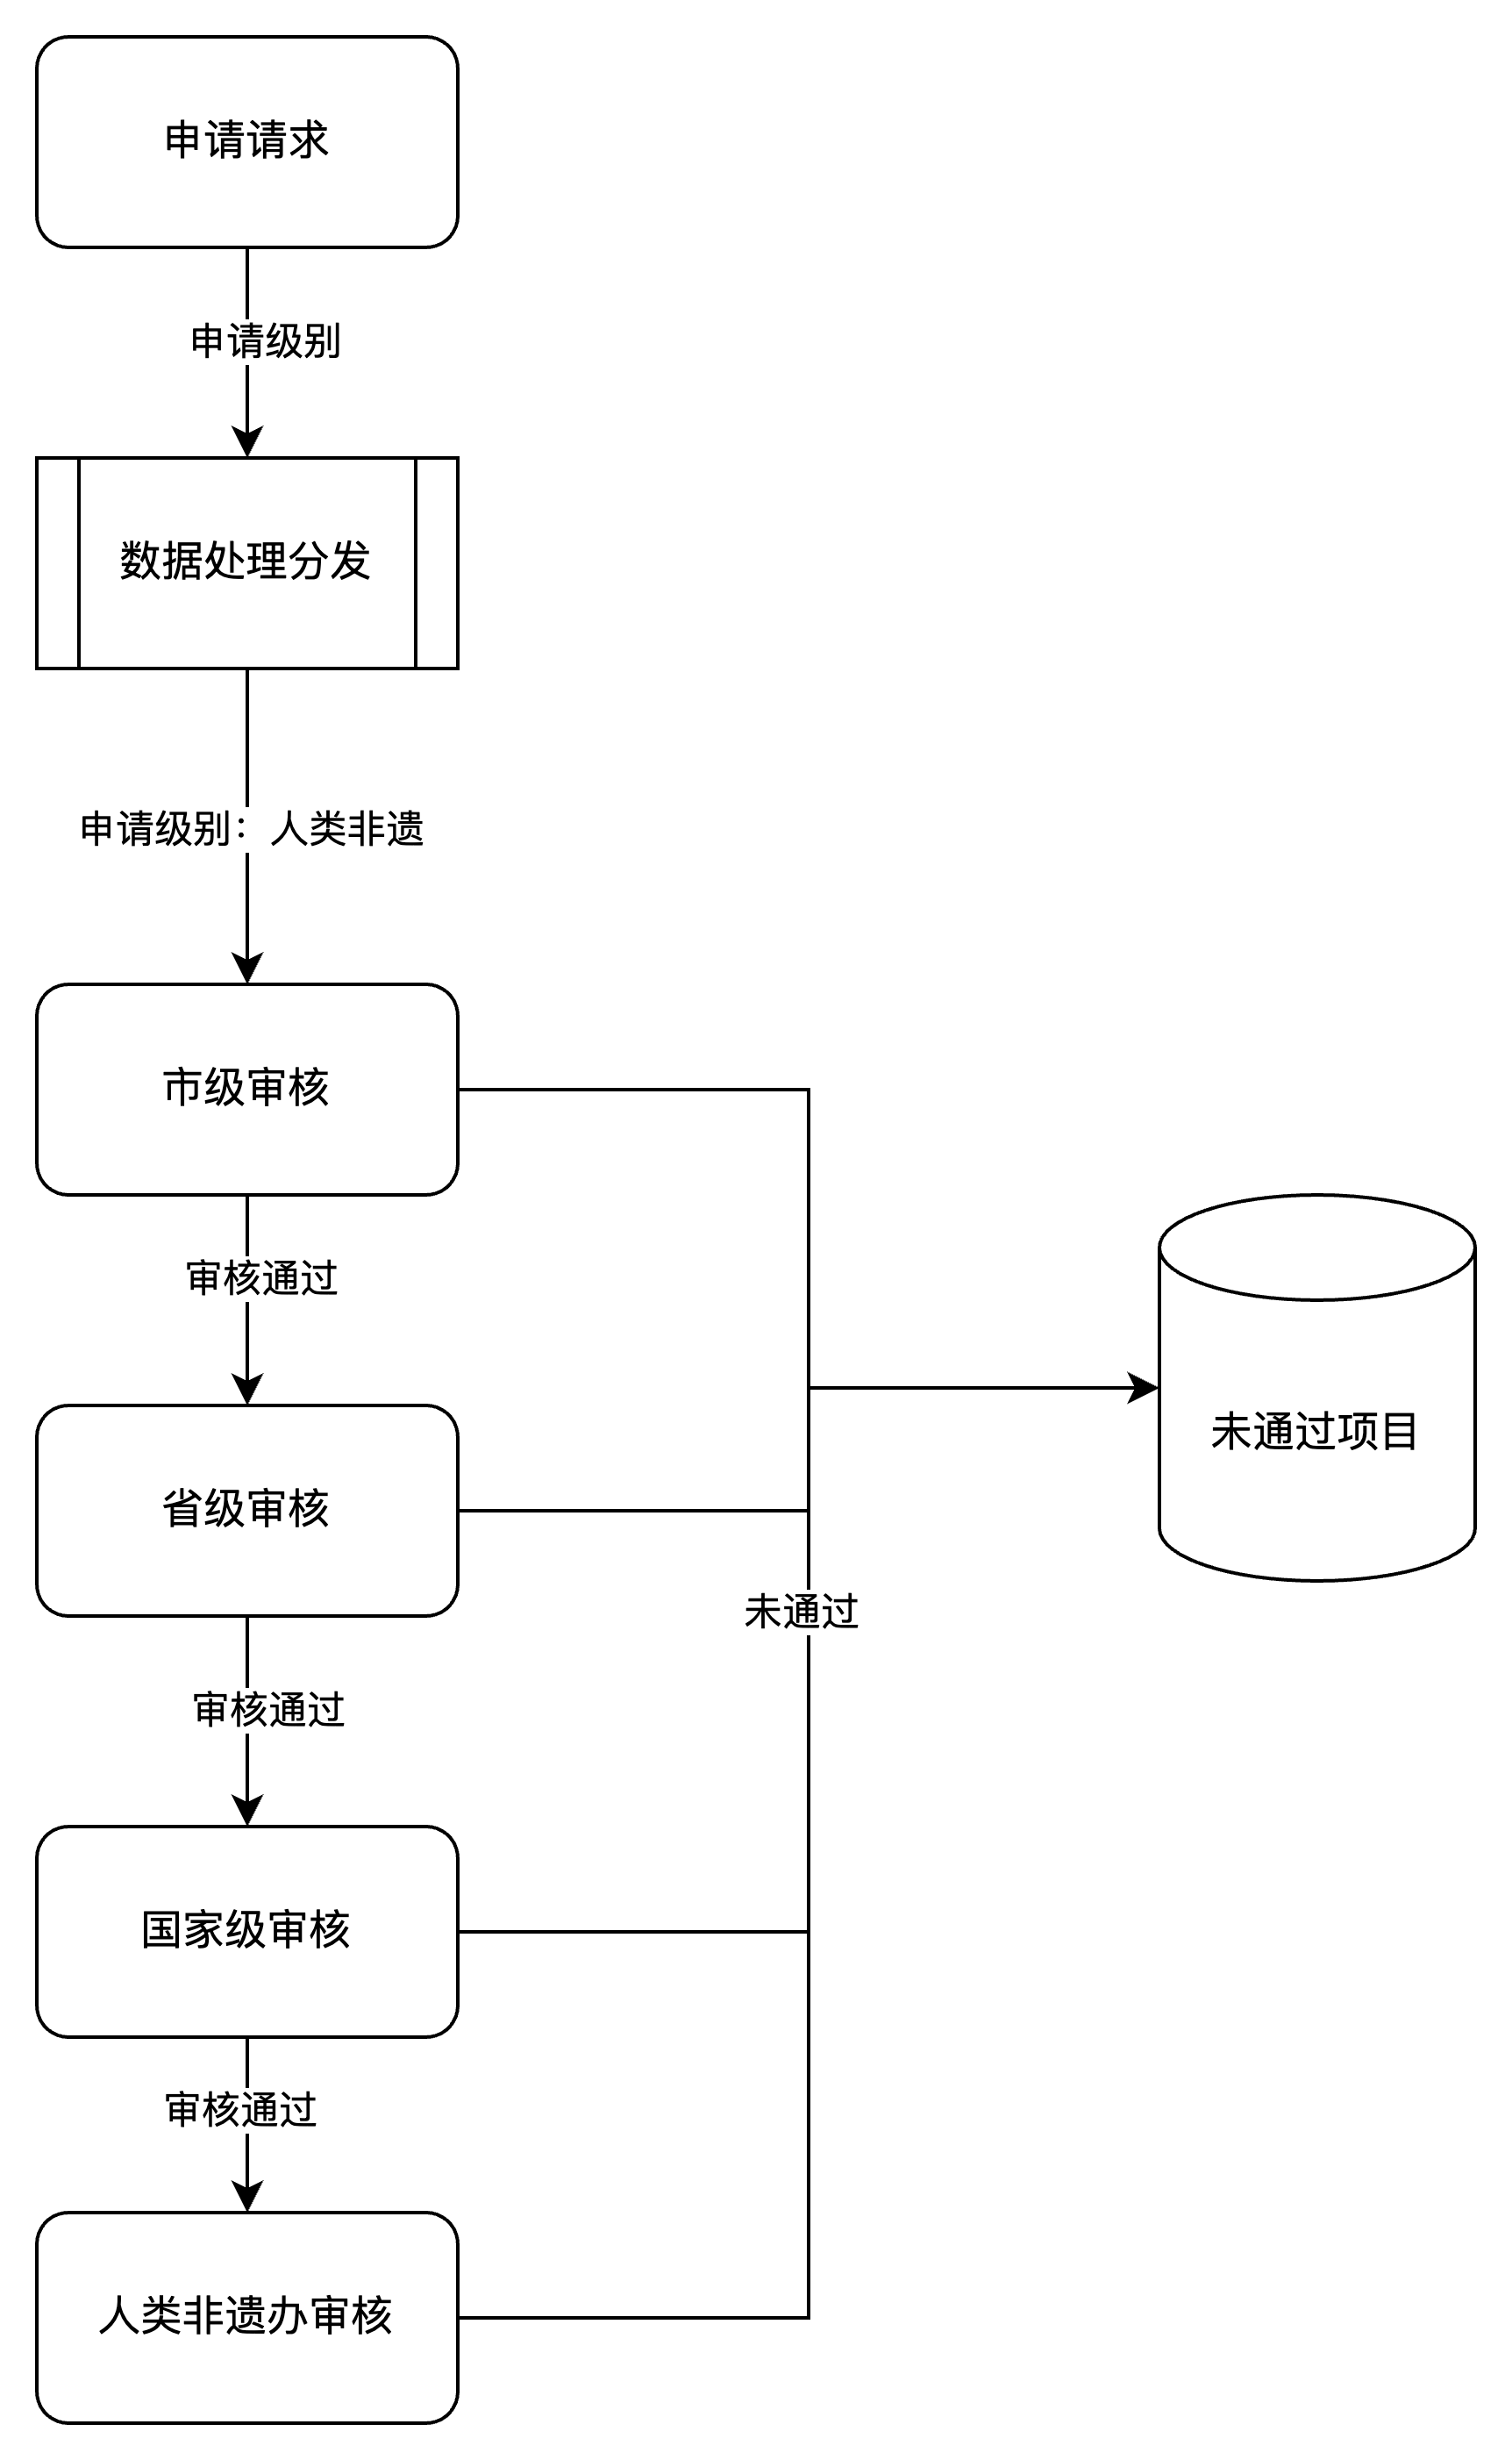 申请请求
申请级别
数据处理分发
申请级别：人类非遗
市级审核
审核通过
未通过项目
省级审核
未通过
审核通过
国家级审核
审核通过
人类非遗办审核